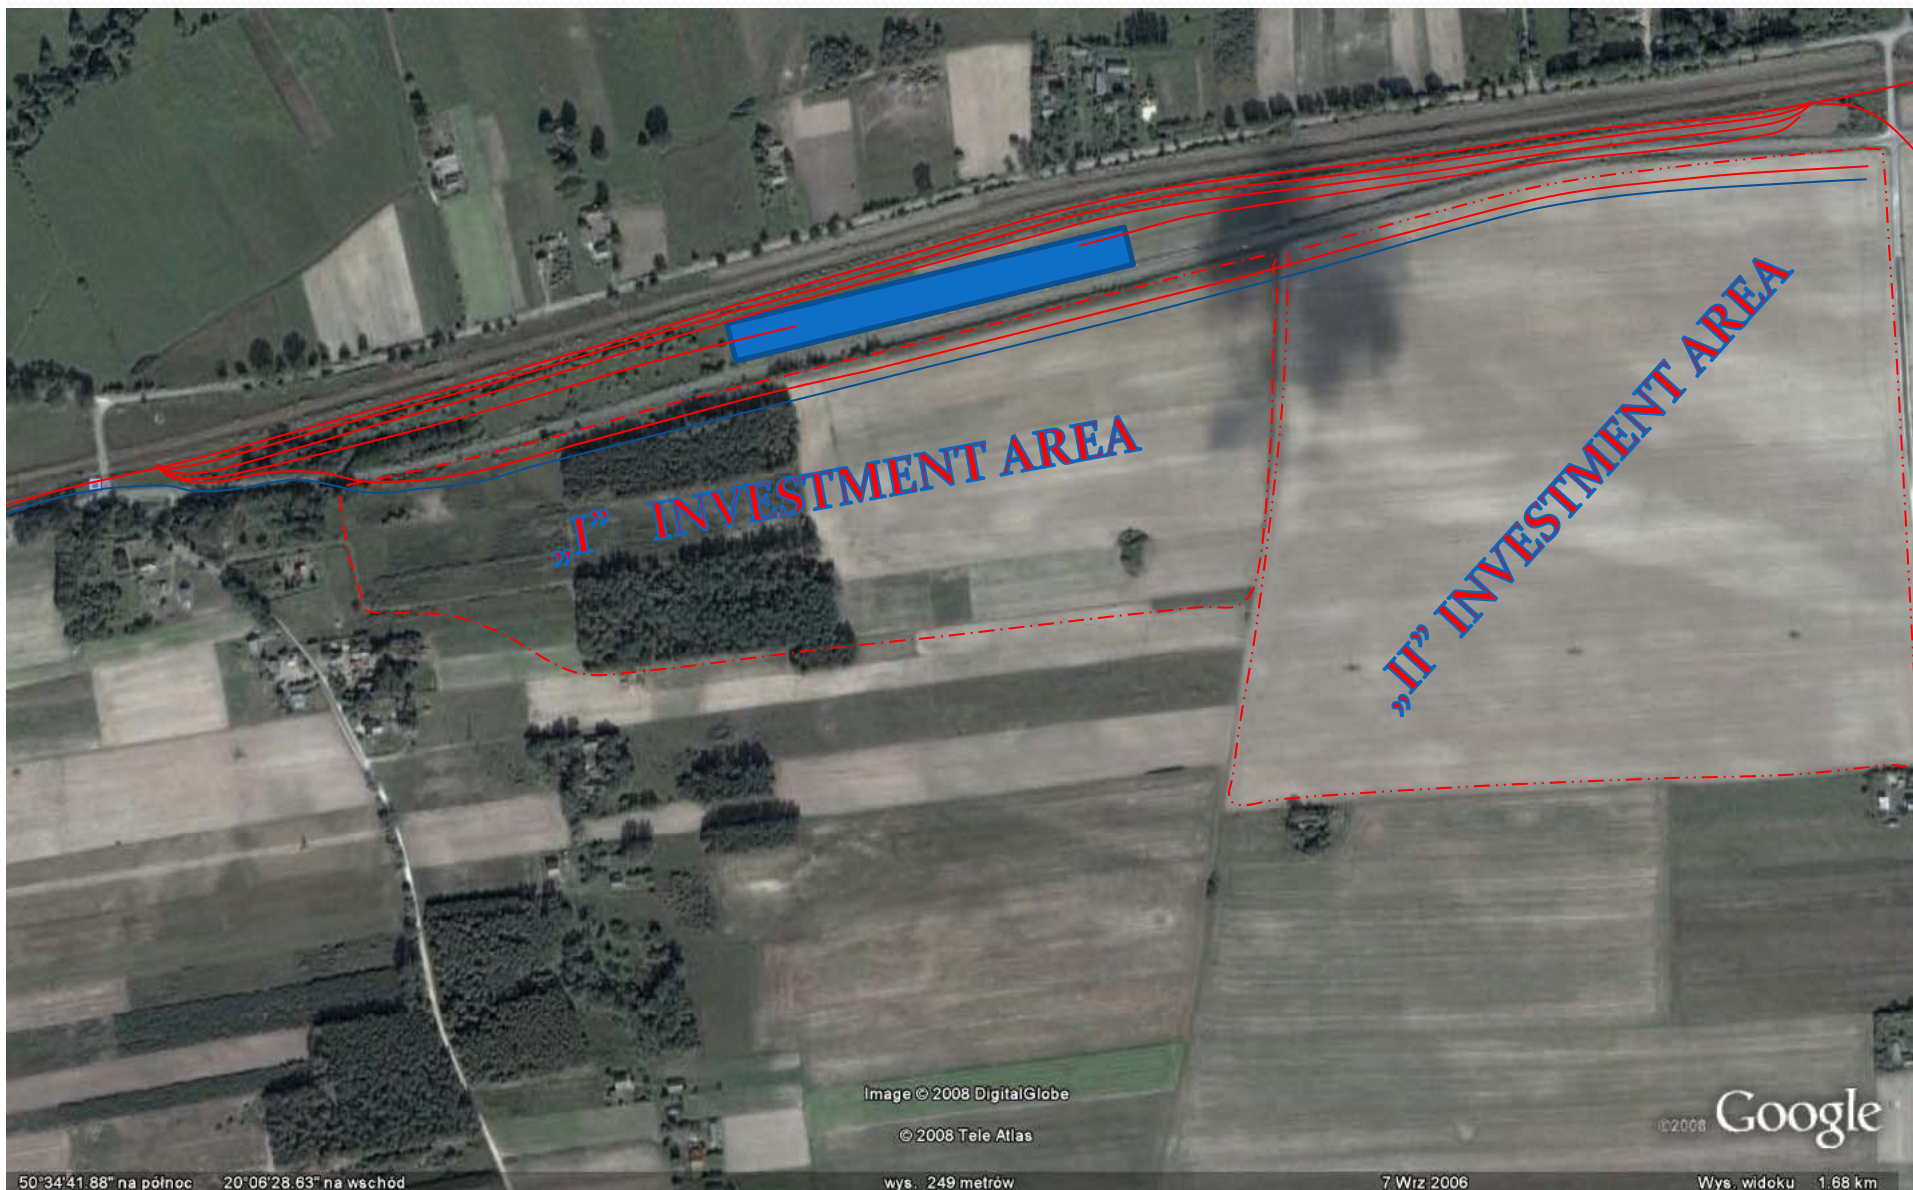 „I” INVESTMENT AREA
„II” INVESTMENT AREA
Image © 2008 DigitalGlobe
© 2008 Tele Atlas
©2008 Google
50°34'41.88" na północ 20°06'28.63" na wschód wys. 249 metrów 7 Wrz 2006 Wys. widoku 1.68 km